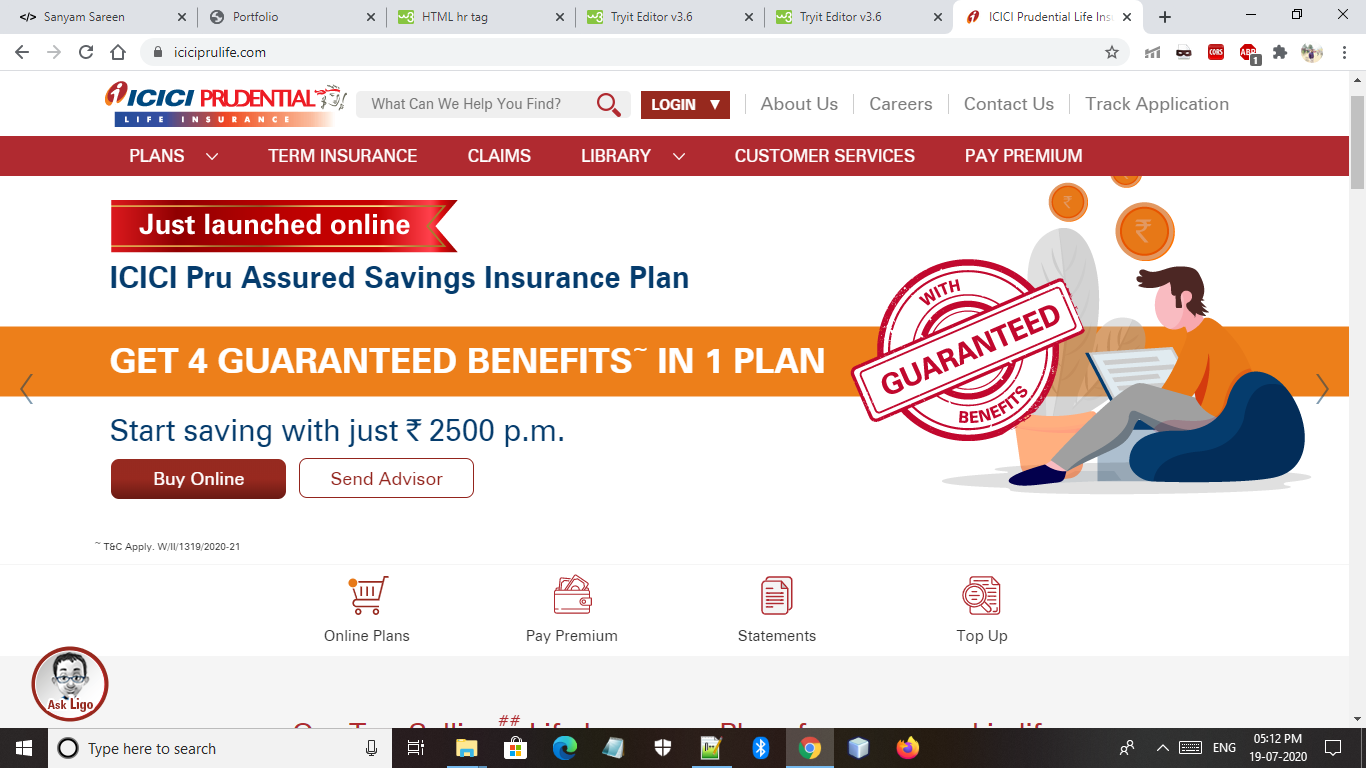 Sanyam Sareen
Portfolio
HTML hr tag
Tryit Editor v3.6
Tryit Editor v3.6
ICICI Prudential Life Ins
iciciprulife.com
CORS
ABP
1
ICICI PRUDENTIAL
LIFE INSURANCE
What Can We Help You Find?
LOGIN ▼
About Us
Careers
Contact Us
Track Application
PLANS
TERM INSURANCE
CLAIMS
LIBRARY
CUSTOMER SERVICES
PAY PREMIUM
Just launched online
ICICI Pru Assured Savings Insurance Plan
WITH
GUARANTEED
BENEFITS
GET 4 GUARANTEED BENEFITS~ IN 1 PLAN
Start saving with just ₹ 2500 p.m.
Buy Online
Send Advisor
~ T&C Apply. W/II/1319/2020-21
Online Plans
Pay Premium
Statements
Top Up
Ask Ligo
##
Type here to search
ENG
05:12 PM
19-07-2020